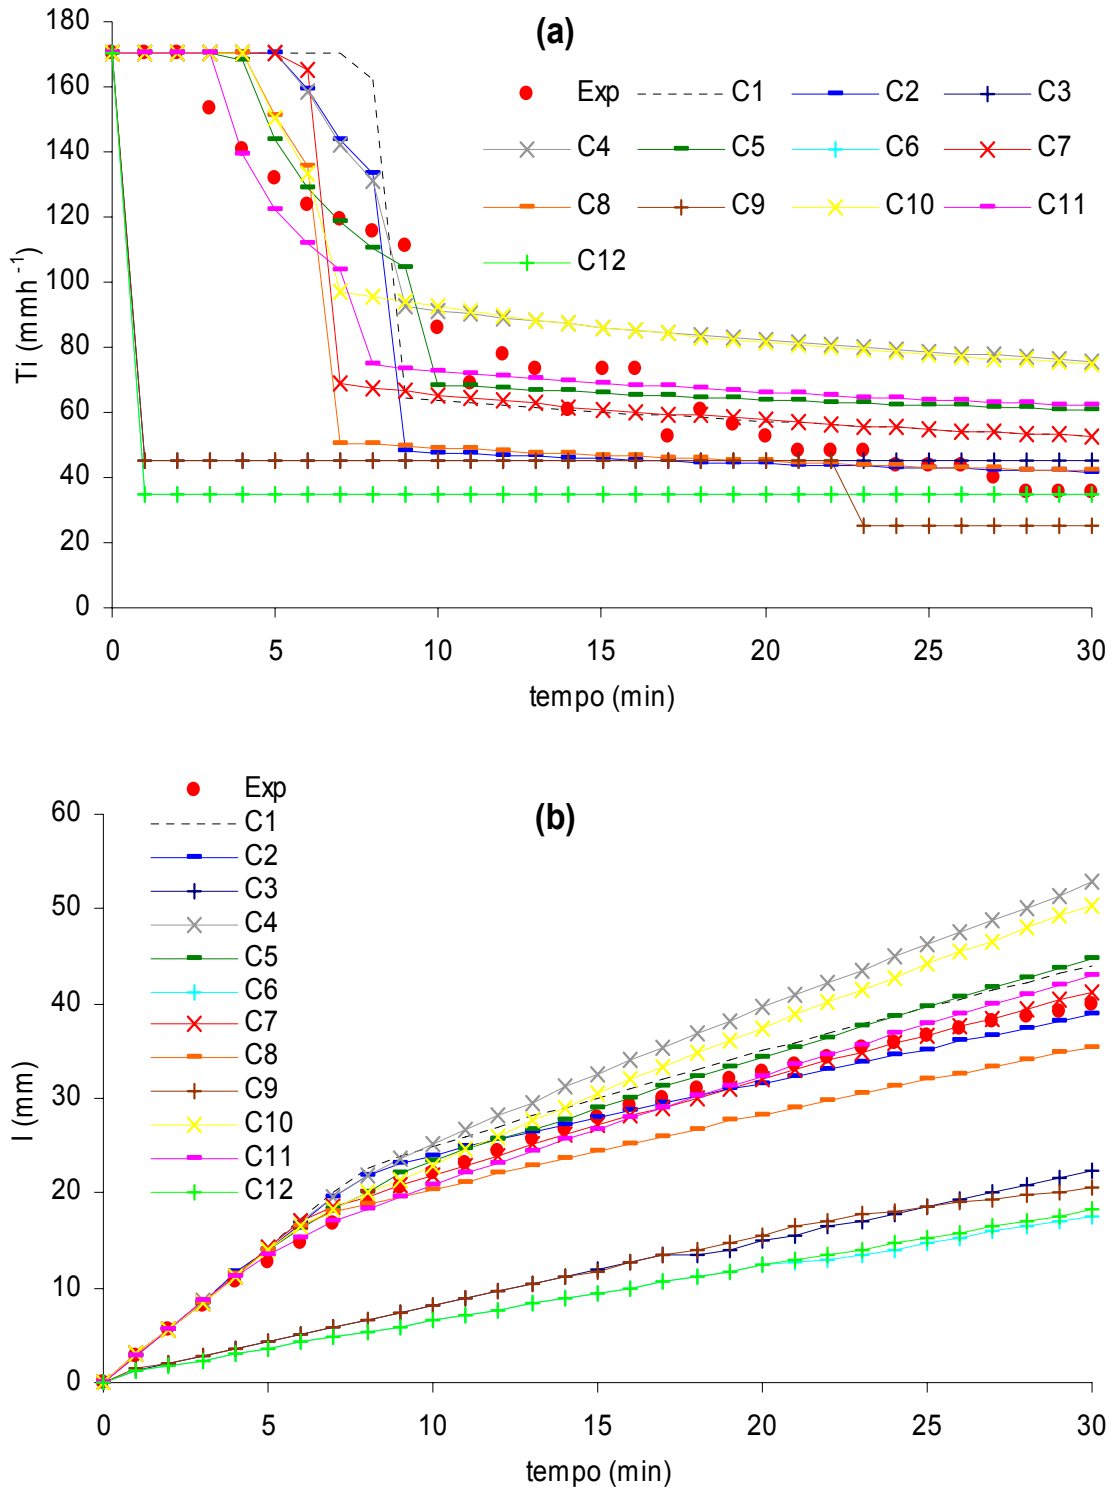 (a)
180
160
140
120
100
80
60
40
20
0
Ti (mmh⁻¹)
Exp C1 C2 C3
C4 C5 C6 C7
C8 C9 C10 C11
C12
0 5 10 15 20 25 30
tempo (min)
(b)
Exp
C1
C2
C3
C4
C5
C6
C7
C8
C9
C10
C11
C12
60
50
40
30
20
10
0
I (mm)
0 5 10 15 20 25 30
tempo (min)